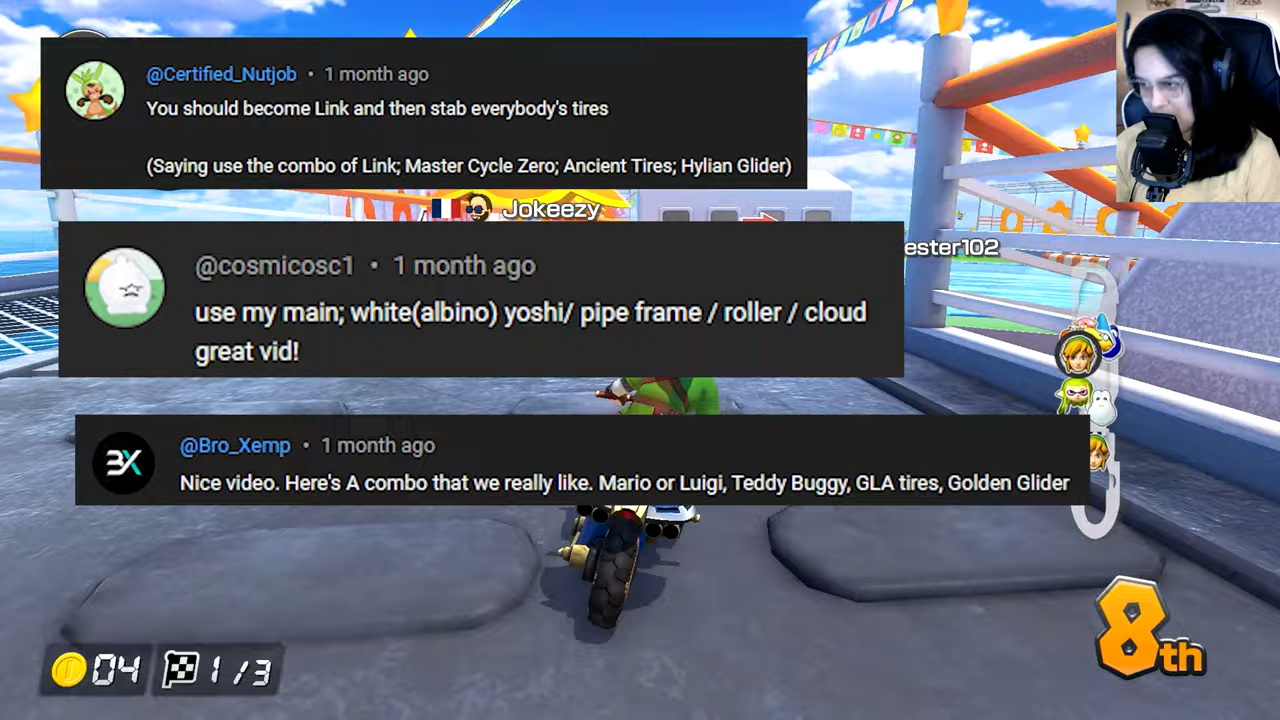 @Certified_Nutjob • 1 month ago
You should become Link and then stab everybody's tires
(Saying use the combo of Link; Master Cycle Zero; Ancient Tires; Hylian Glider)
Jokeezy
ester102
@cosmicosc1 • 1 month ago
use my main; white(albino) yoshi/ pipe frame / roller / cloud
great vid!
3X
@Bro_Xemp • 1 month ago
Nice video. Here's A combo that we really like. Mario or Luigi, Teddy Buggy, GLA tires, Golden Glider
8th
04 1/3